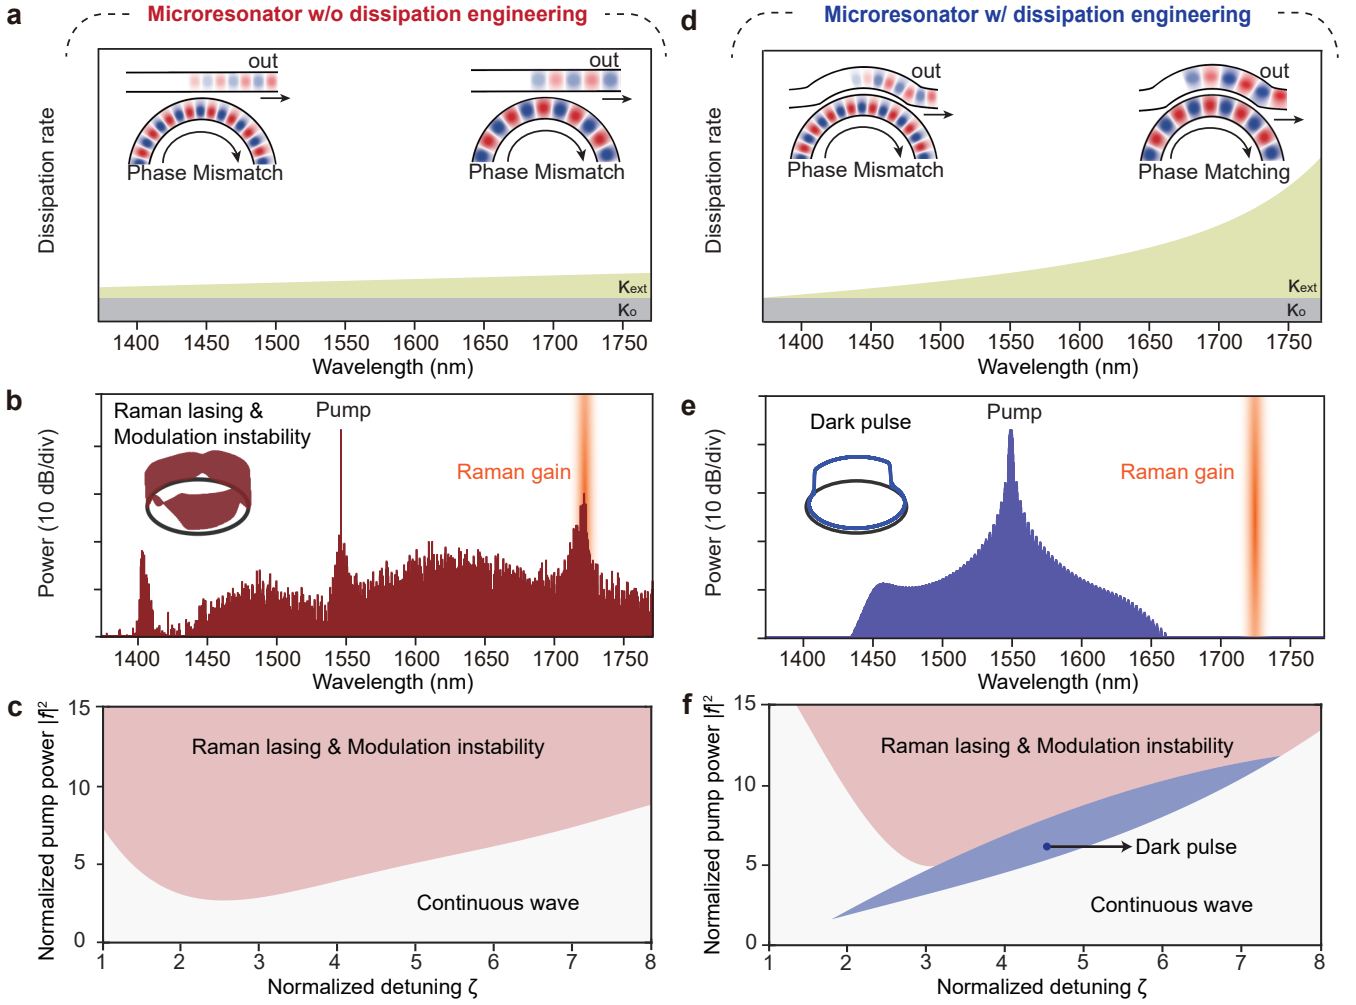 a
Microresonator w/o dissipation engineering
out
out
Phase Mismatch
Phase Mismatch
Dissipation rate
κext
κo
1400 1450 1500 1550 1600 1650 1700 1750
Wavelength (nm)
d
Microresonator w/ dissipation engineering
out
out
Phase Mismatch
Phase Matching
Dissipation rate
κext
κo
1400 1450 1500 1550 1600 1650 1700 1750
Wavelength (nm)
b
Raman lasing &
Modulation instability
Pump
Raman gain
Power (10 dB/div)
1400 1450 1500 1550 1600 1650 1700 1750
Wavelength (nm)
e
Dark pulse
Pump
Raman gain
Power (10 dB/div)
1400 1450 1500 1550 1600 1650 1700 1750
Wavelength (nm)
c
Normalized pump power |f|²
15
10
5
0
Raman lasing & Modulation instability
Continuous wave
1 2 3 4 5 6 7 8
Normalized detuning ζ
f
Normalized pump power |f|²
15
10
5
0
Raman lasing & Modulation instability
Dark pulse
Continuous wave
1 2 3 4 5 6 7 8
Normalized detuning ζ